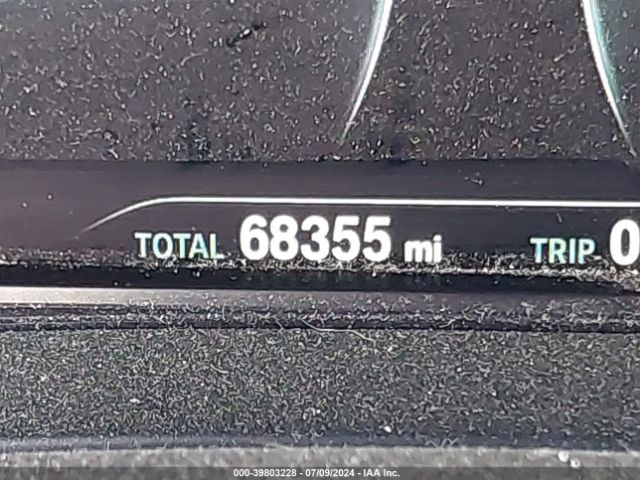 TOTAL 68355 mi TRIP 0
000-39803228 - 07/09/2024 - IAA Inc.